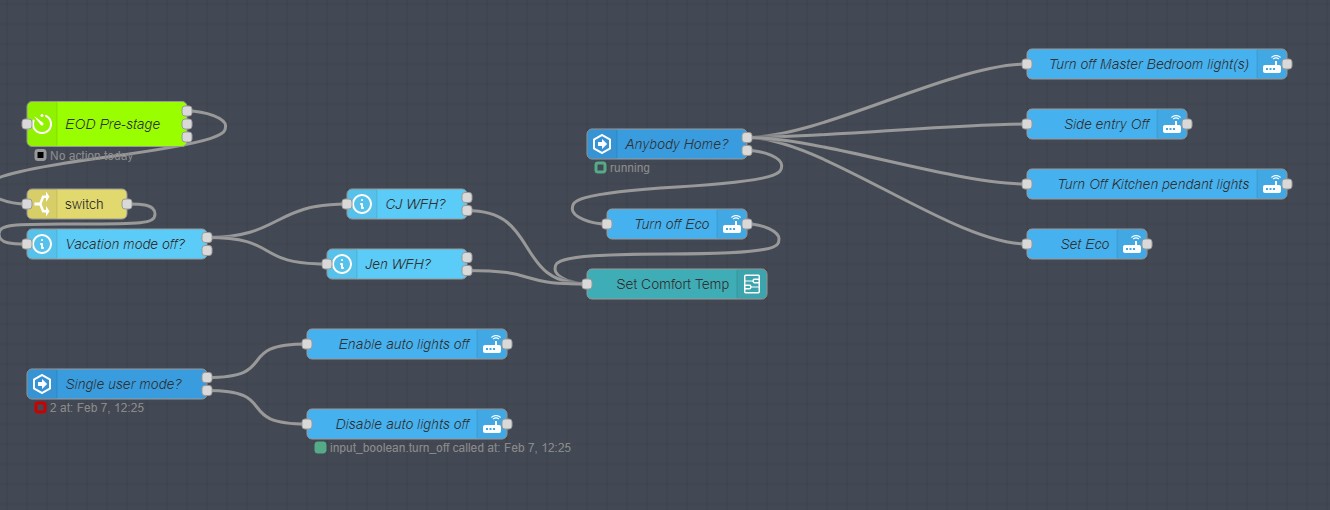 Turn off Master Bedroom light(s)
EOD Pre-stage
Side entry Off
Anybody Home?
No action today
running
Turn Off Kitchen pendant lights
switch
CJ WFH?
Turn off Eco
Vacation mode off?
Set Eco
Jen WFH?
Set Comfort Temp
Enable auto lights off
Single user mode?
2 at: Feb 7, 12:25
Disable auto lights off
input_boolean.turn_off called at: Feb 7, 12:25